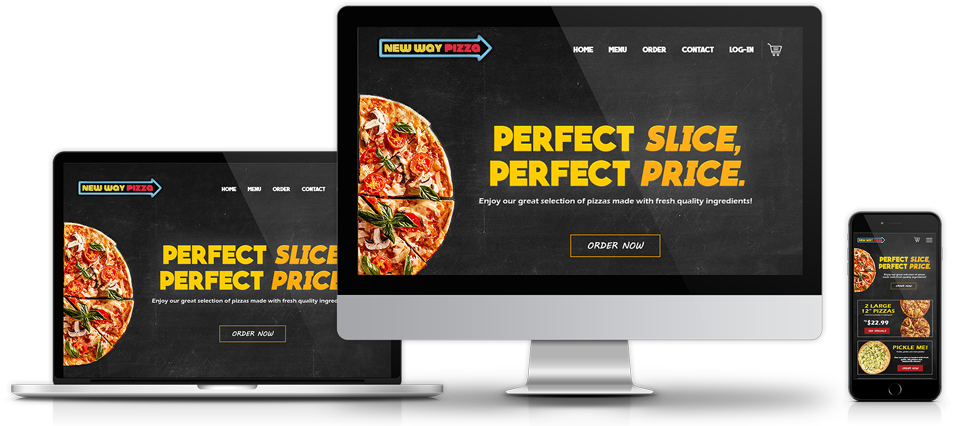 NEW WAY PIZZA
HOME MENU ORDER CONTACT LOG-IN
PERFECT SLICE,
PERFECT PRICE.
Enjoy our great selection of pizzas made with fresh quality ingredients!
ORDER NOW
NEW WAY PIZZA
HOME MENU ORDER CONTACT
PERFECT SLICE
PERFECT PRICE
Enjoy our great selection of pizzas made with fresh quality ingred
ORDER NOW
NEW WAY PIZZA
PERFECT SLICE,
PERFECT PRICE.
ORDER NOW
2 LARGE
12" PIZZAS
$22.99
PICKLE ME!
ORDER NOW